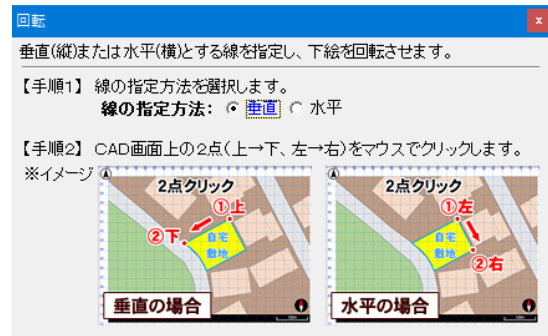 回転
x
垂直(縦)または水平(横)とする線を指定し、下絵を回転させます。
【手順1】 線の指定方法を選択します。
線の指定方法: 垂直 水平
【手順2】 CAD画面上の2点(上→下、左→右)をマウスでクリックします。
※イメージ
2点クリック
①上
②下
自宅
敷地
垂直の場合
2点クリック
①左
自宅
敷地
②右
水平の場合